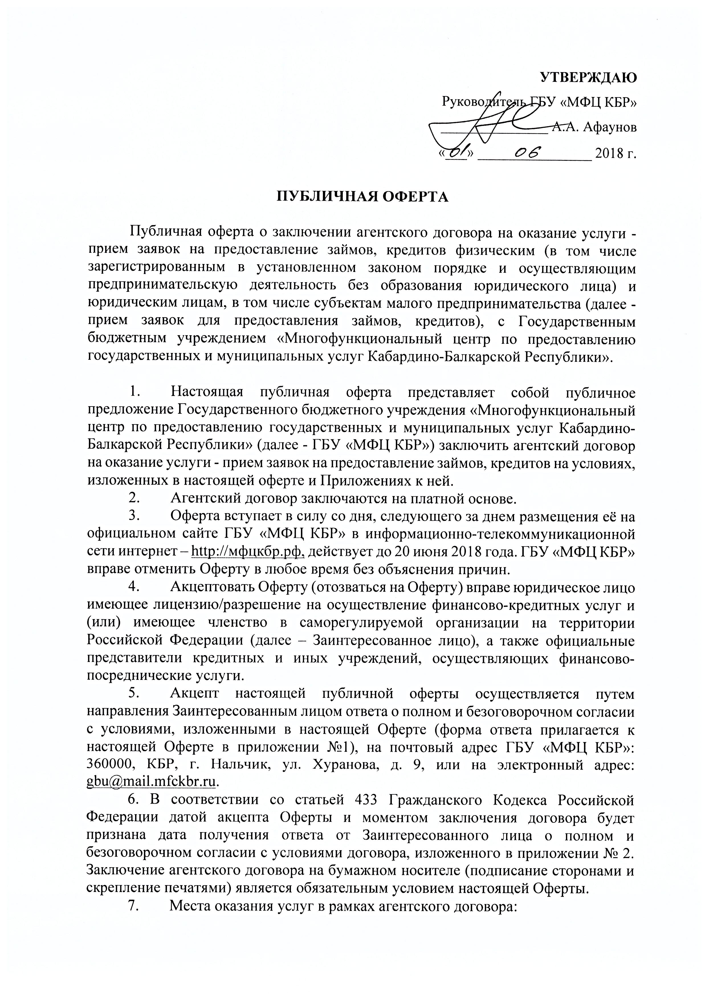 УТВЕРЖДАЮ
Руководитель ГБУ «МФЦ КБР»
А.А. Афаунов
«01» 06 2018 г.
ПУБЛИЧНАЯ ОФЕРТА
Публичная оферта о заключении агентского договора на оказание услуги -
прием заявок на предоставление займов, кредитов физическим (в том числе
зарегистрированным в установленном законом порядке и осуществляющим
предпринимательскую деятельность без образования юридического лица) и
юридическим лицам, в том числе субъектам малого предпринимательства (далее -
прием заявок для предоставления займов, кредитов), с Государственным
бюджетным учреждением «Многофункциональный центр по предоставлению
государственных и муниципальных услуг Кабардино-Балкарской Республики».
1. Настоящая публичная оферта представляет собой публичное
предложение Государственного бюджетного учреждения «Многофункциональный
центр по предоставлению государственных и муниципальных услуг Кабардино-
Балкарской Республики» (далее - ГБУ «МФЦ КБР») заключить агентский договор
на оказание услуги - прием заявок на предоставление займов, кредитов на условиях,
изложенных в настоящей оферте и Приложениях к ней.
2. Агентский договор заключаются на платной основе.
3. Оферта вступает в силу со дня, следующего за днем размещения её на
официальном сайте ГБУ «МФЦ КБР» в информационно-телекоммуникационной
сети интернет – http://мфцкбр.рф, действует до 20 июня 2018 года. ГБУ «МФЦ КБР»
вправе отменить Оферту в любое время без объяснения причин.
4. Акцептовать Оферту (отозваться на Оферту) вправе юридическое лицо
имеющее лицензию/разрешение на осуществление финансово-кредитных услуг и
(или) имеющее членство в саморегулируемой организации на территории
Российской Федерации (далее – Заинтересованное лицо), а также официальные
представители кредитных и иных учреждений, осуществляющих финансово-
посреднические услуги.
5. Акцепт настоящей публичной оферты осуществляется путем
направления Заинтересованным лицом ответа о полном и безоговорочном согласии
с условиями, изложенными в настоящей Оферте (форма ответа прилагается к
настоящей Оферте в приложении №1), на почтовый адрес ГБУ «МФЦ КБР»:
360000, КБР, г. Нальчик, ул. Хуранова, д. 9, или на электронный адрес:
gbu@mail.mfckbr.ru.
6. В соответствии со статьей 433 Гражданского Кодекса Российской
Федерации датой акцепта Оферты и моментом заключения договора будет
признана дата получения ответа от Заинтересованного лица о полном и
безоговорочном согласии с условиями договора, изложенного в приложении № 2.
Заключение агентского договора на бумажном носителе (подписание сторонами и
скрепление печатями) является обязательным условием настоящей Оферты.
7. Места оказания услуг в рамках агентского договора: